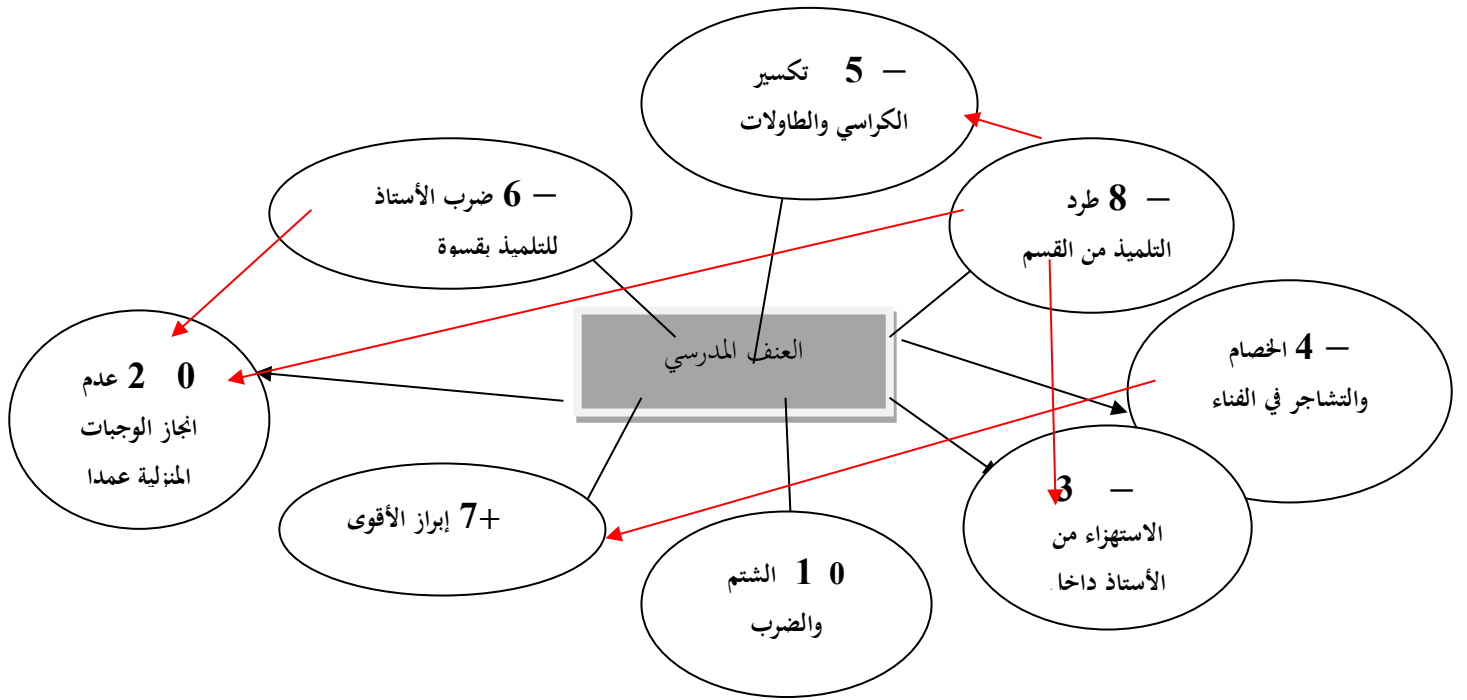 – 5 تكسير
الكراسي والطاولات
– 8 طرد
التلميذ من القسم
– 6 ضرب الأستاذ
للتلميذ بقسوة
– 4 الخصام
والتشاجر في الفناء
العنف المدرسي
0 2 عدم
انجاز الوجبات
المنزلية عمدا
– 3
الاستهزاء من
الأستاذ داخل
+7 إبراز الأقوى
0 1 الشتم
والضرب